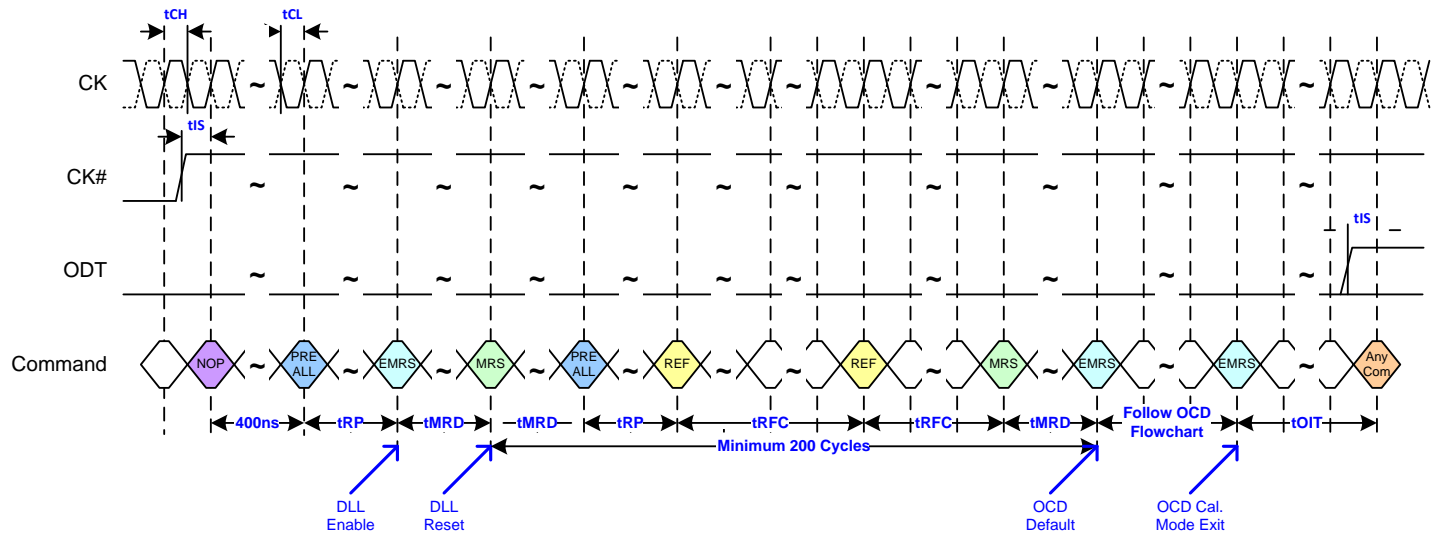 tCH
tCL
CK
~ ~ ~ ~ ~ ~ ~ ~ ~ ~ ~
tIS
CK#
~ ~ ~ ~ ~ ~ ~ ~ ~ ~ ~
tIS
ODT
~ ~ ~ ~ ~ ~ ~ ~ ~ ~ ~
Command
NOP
~
PRE
ALL
~
EMRS
~
MRS
~
PRE
ALL
~
REF
~
~
REF
~
MRS
~
EMRS
~
EMRS
~
Any
Com
400ns
tRP
tMRD
tMRD
tRP
tRFC
tRFC
tMRD
Follow OCD
Flowchart
tOIT
Minimum 200 Cycles
DLL
Enable
DLL
Reset
OCD
Default
OCD Cal.
Mode Exit